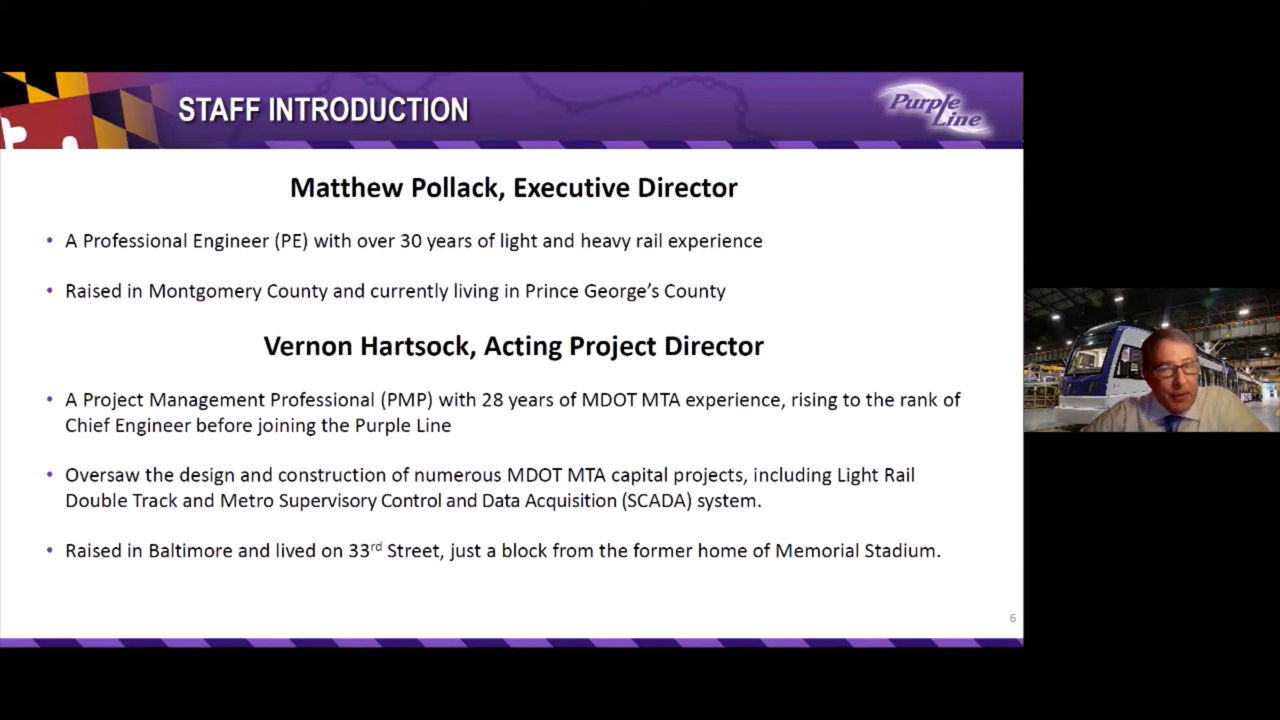 STAFF INTRODUCTION
Purple
Line
Matthew Pollack, Executive Director
• A Professional Engineer (PE) with over 30 years of light and heavy rail experience
• Raised in Montgomery County and currently living in Prince George’s County
Vernon Hartsock, Acting Project Director
• A Project Management Professional (PMP) with 28 years of MDOT MTA experience, rising to the rank of
Chief Engineer before joining the Purple Line
• Oversaw the design and construction of numerous MDOT MTA capital projects, including Light Rail
Double Track and Metro Supervisory Control and Data Acquisition (SCADA) system.
• Raised in Baltimore and lived on 33rd Street, just a block from the former home of Memorial Stadium.
6